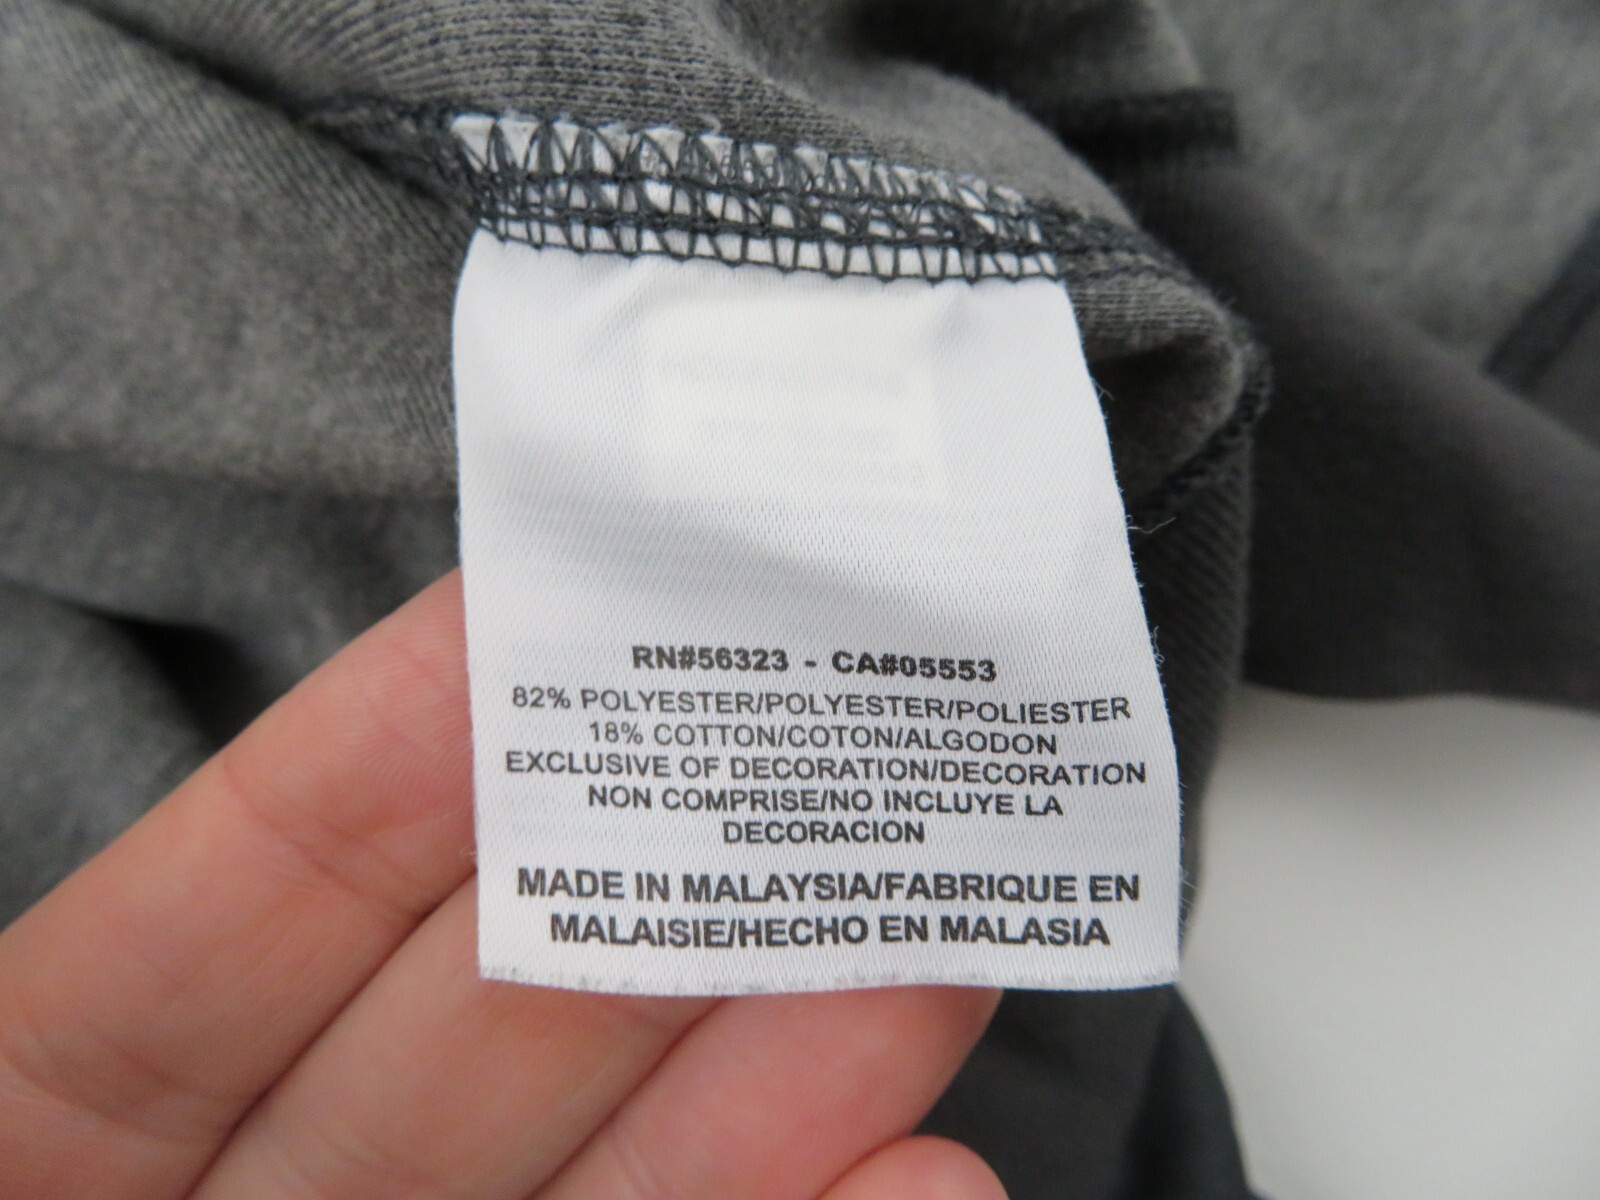 RN#56323 - CA#05553
82% POLYESTER/POLYESTER/POLIESTER
18% COTTON/COTON/ALGODON
EXCLUSIVE OF DECORATION/DECORATION
NON COMPRISE/NO INCLUYE LA
DECORACION
MADE IN MALAYSIA/FABRIQUE EN
MALAISIE/HECHO EN MALASIA